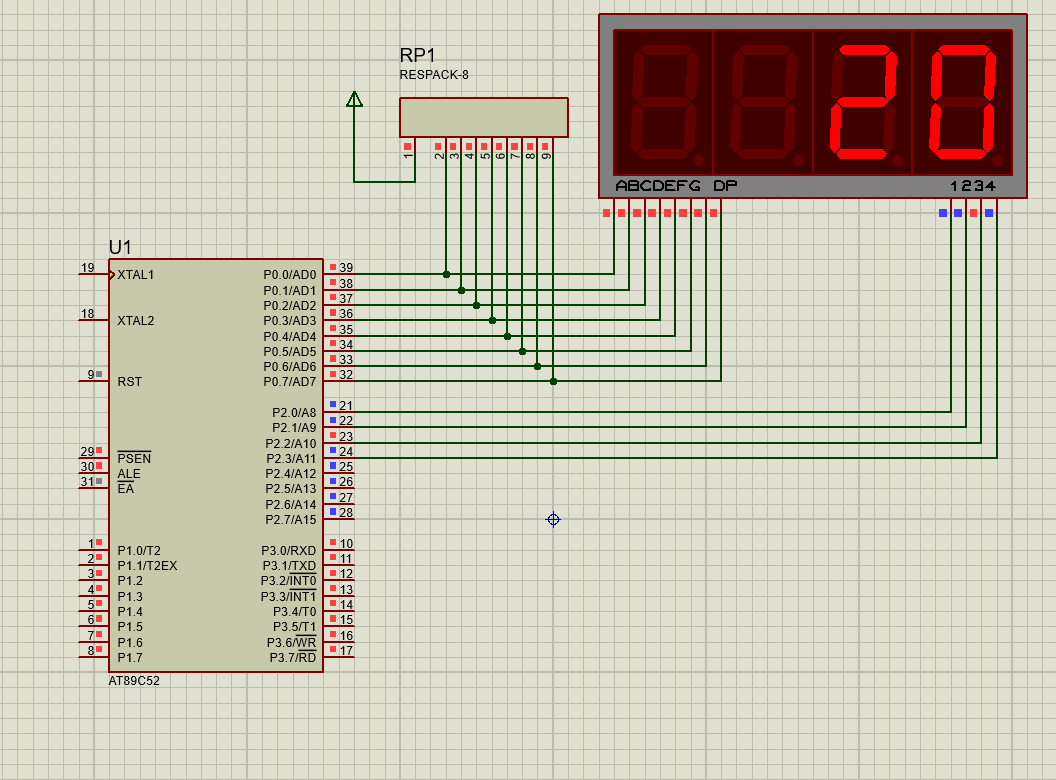 RP1
RESPACK-8
1 2 3 4 5 6 7 8 9
20
ABCDEFG DP
1234
U1
19 XTAL1
18 XTAL2
9 RST
29 PSEN
30 ALE
31 EA
1 P1.0/T2
2 P1.1/T2EX
3 P1.2
4 P1.3
5 P1.4
6 P1.5
7 P1.6
8 P1.7
P0.0/AD0 39
P0.1/AD1 38
P0.2/AD2 37
P0.3/AD3 36
P0.4/AD4 35
P0.5/AD5 34
P0.6/AD6 33
P0.7/AD7 32
P2.0/A8 21
P2.1/A9 22
P2.2/A10 23
P2.3/A11 24
P2.4/A12 25
P2.5/A13 26
P2.6/A14 27
P2.7/A15 28
P3.0/RXD 10
P3.1/TXD 11
P3.2/INT0 12
P3.3/INT1 13
P3.4/T0 14
P3.5/T1 15
P3.6/WR 16
P3.7/RD 17
AT89C52